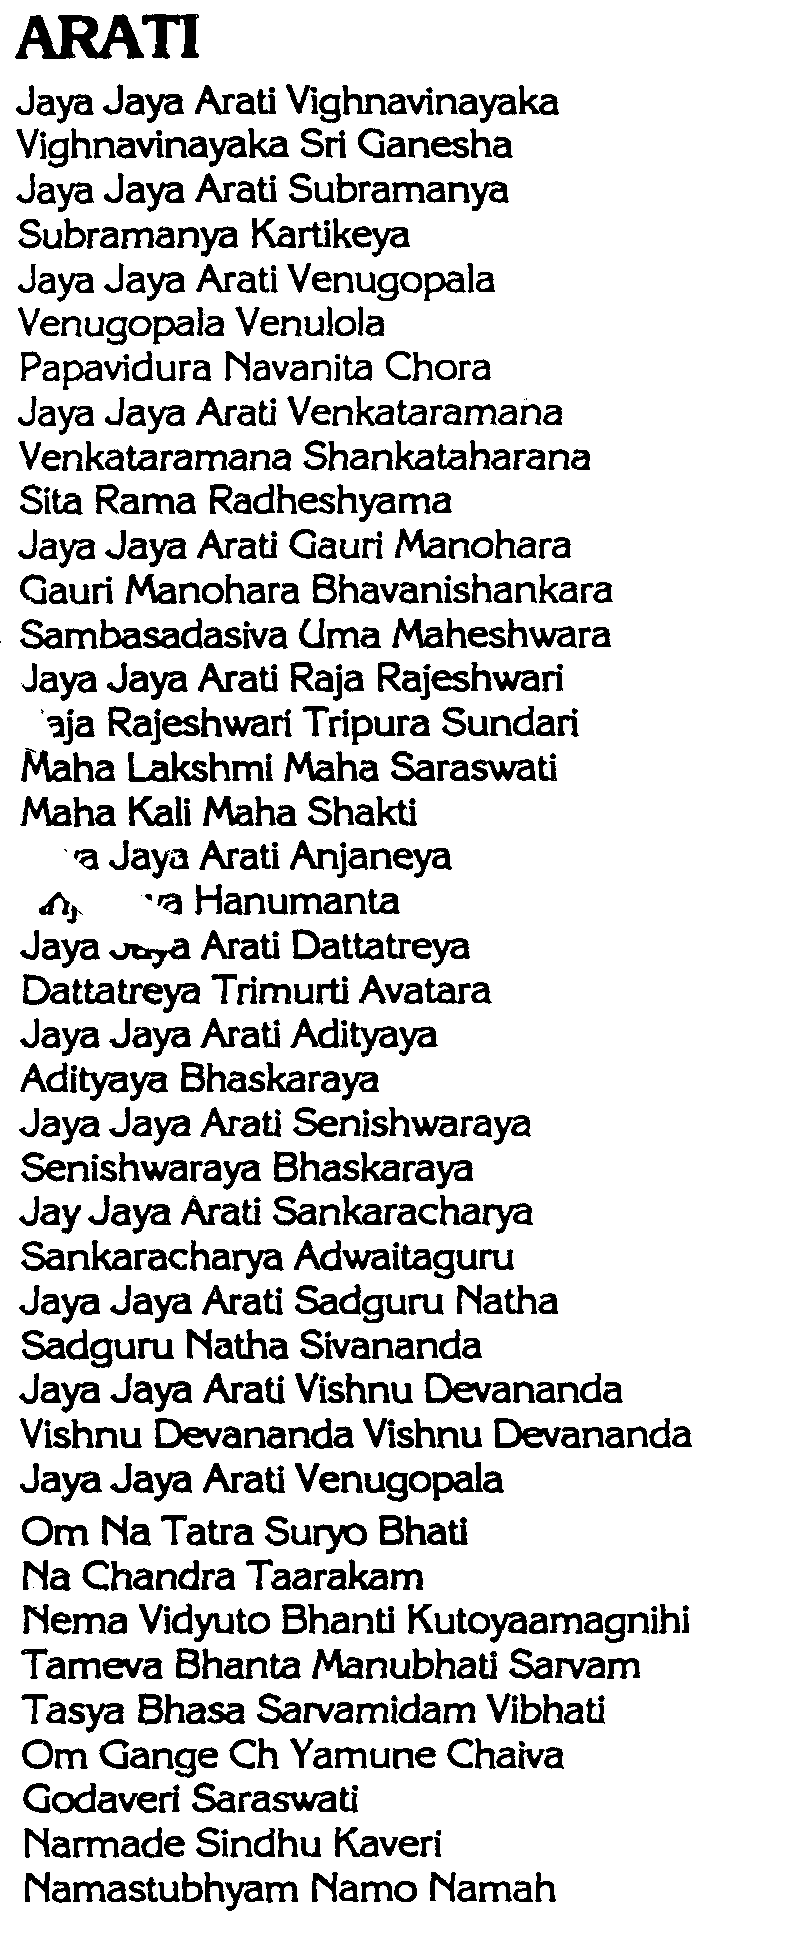 ARATI
Jaya Jaya Arati Vighnavinayaka
Vighnavinayaka Sri Ganesha
Jaya Jaya Arati Subramanya
Subramanya Kartikeya
Jaya Jaya Arati Venugopala
Venugopala Venulola
Papavidura Navanita Chora
Jaya Jaya Arati Venkataramana
Venkataramana Shankataharana
Sita Rama Radheshyama
Jaya Jaya Arati Gauri Manohara
Gauri Manohara Bhavanishankara
Sambasadasiva Uma Maheshwara
Jaya Jaya Arati Raja Rajeshwari
Rajeshwari Tripura Sundari
Maha Lakshmi Maha Saraswati
Maha Kali Maha Shakti
Jaya Arati Anjaneya
Hanumanta
Jaya Jaya Arati Dattatreya
Dattatreya Trimurti Avatara
Jaya Jaya Arati Adityaya
Adityaya Bhaskaraya
Jaya Jaya Arati Senishwaraya
Senishwaraya Bhaskaraya
Jay Jaya Arati Sankaracharya
Sankaracharya Adwaitaguru
Jaya Jaya Arati Sadguru Natha
Sadguru Natha Sivananda
Jaya Jaya Arati Vishnu Devananda
Vishnu Devananda Vishnu Devananda
Jaya Jaya Arati Venugopala
Om Na Tatra Suryo Bhati
Na Chandra Taarakam
Nema Vidyuto Bhanti Kutoyaamagnihi
Tameva Bhanta Manubhati Sarvam
Tasya Bhasa Sarvamidam Vibhati
Om Gange Ch Yamune Chaiva
Godaveri Saraswati
Narmade Sindhu Kaveri
Namastubhyam Namo Namah